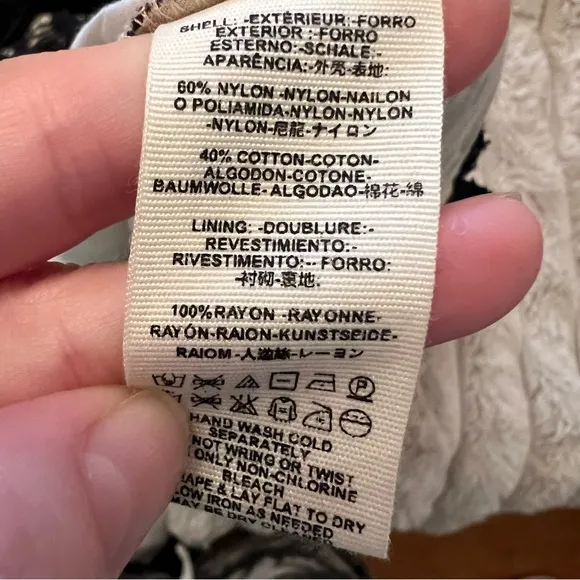 SHELL: -EXTÉRIEUR:-FORRO
EXTERIOR :-FORRO
ESTERNO:-SCHALE-
APARÊNCIA:-外壳-表地:
60% NYLON -NYLON-NAILON
O POLIAMIDA-NYLON-NYLON
-NYLON-尼龍-ナイロン
40% COTTON-COTON-
ALGODON-COTONE-
BAUMWOLLE-ALGODAO-棉花-綿
LINING: -DOUBLURE:-
REVESTIMIENTO:-
RIVESTIMENTO:-- FORRO:
-衬砌-裏地:
100%RAYON -RAYONNE-
RAYÓN-RAION-KUNSTSEIDE-
RAIOM-人造絲-レーヨン
P
HAND WASH COLD
SEPARATELY
NOT WRING OR TWIST
ONLY NON-CHLORINE
BLEACH
& LAY FLAT TO DRY
LOW IRON AS NEEDED
MAY BE DRY